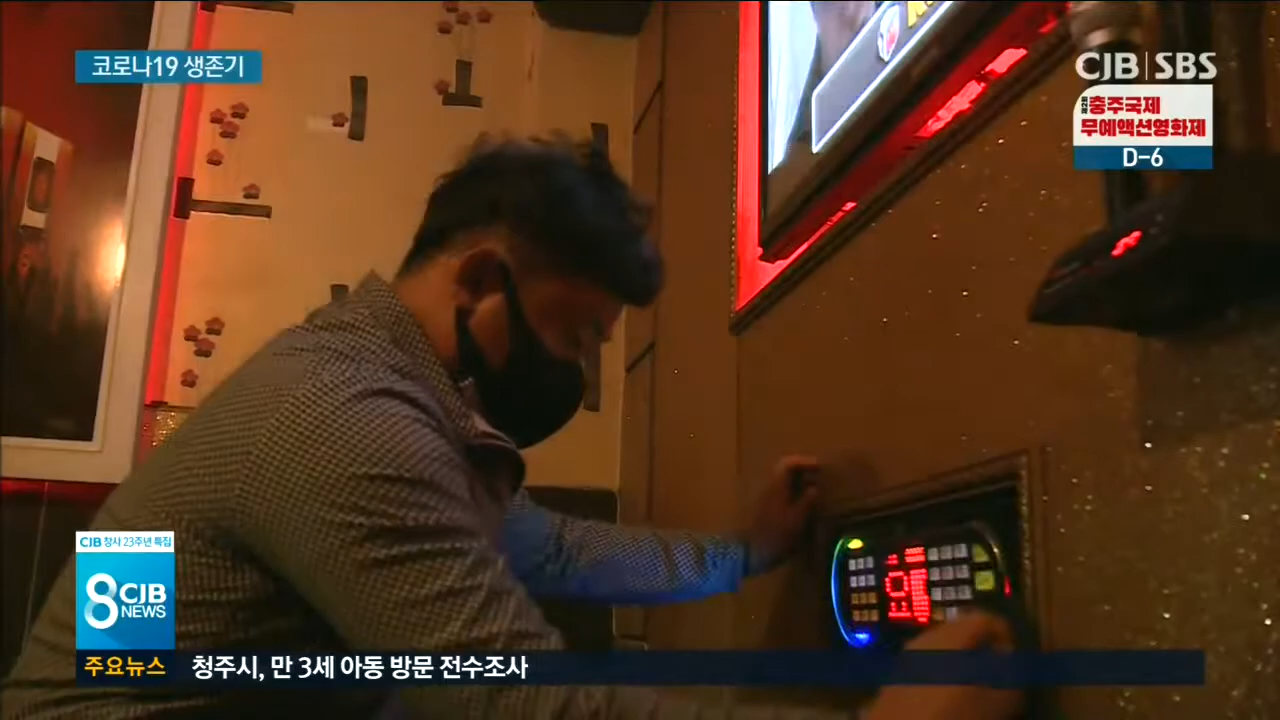 코로나19 생존기
CJB SBS
충주국제
무예액션영화제
D-6
CJB 창사 23주년 특집
8 CJB
NEWS
주요뉴스 청주시, 만 3세 아동 방문 전수조사